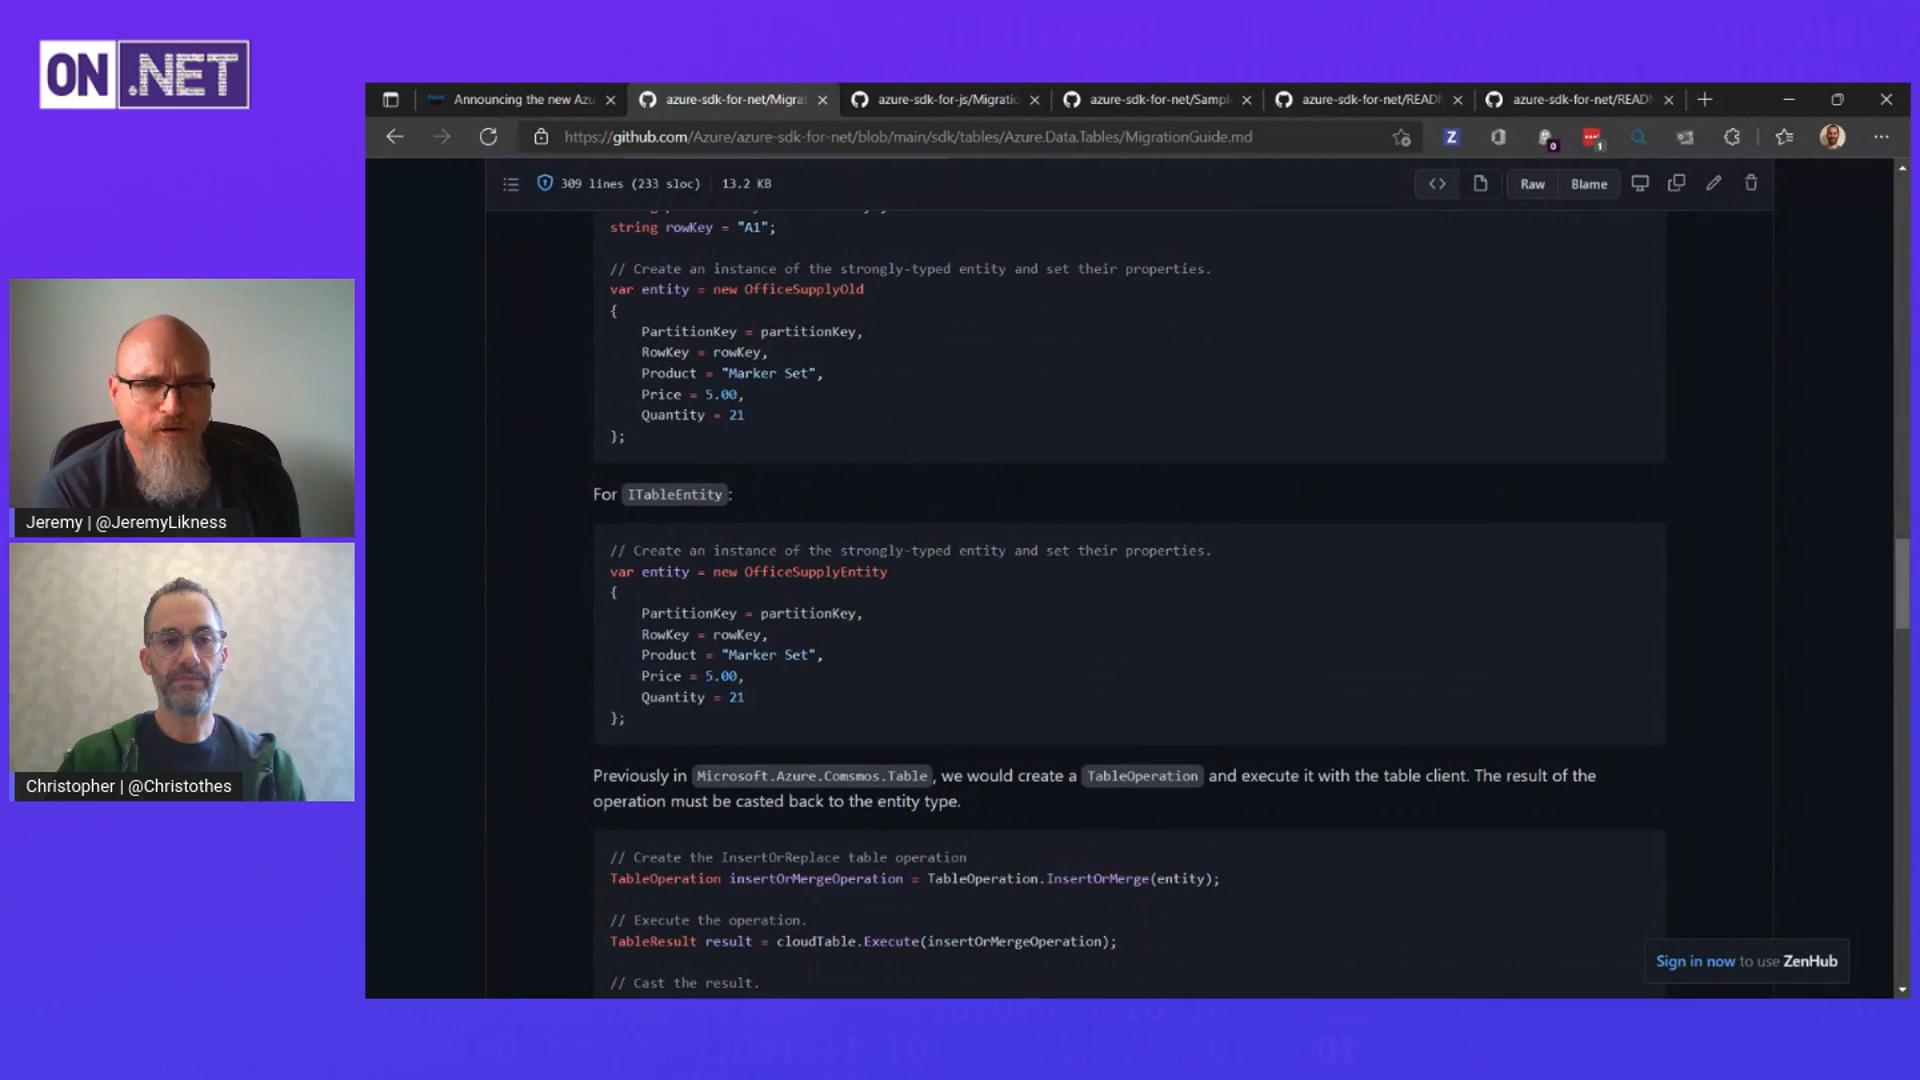 ON .NET
Announcing the new Azu
azure-sdk-for-net/Migra
azure-sdk-for-js/Migratio
azure-sdk-for-net/Sampl
azure-sdk-for-net/READ
azure-sdk-for-net/READ
https://github.com/Azure/azure-sdk-for-net/blob/main/sdk/tables/Azure.Data.Tables/MigrationGuide.md
Z
0
1
309 lines (233 sloc) 13.2 KB
Raw
Blame
string rowKey = "A1";
// Create an instance of the strongly-typed entity and set their properties.
var entity = new OfficeSupplyOld
{
PartitionKey = partitionKey,
RowKey = rowKey,
Product = "Marker Set",
Price = 5.00,
Quantity = 21
};
For ITableEntity:
// Create an instance of the strongly-typed entity and set their properties.
var entity = new OfficeSupplyEntity
{
PartitionKey = partitionKey,
RowKey = rowKey,
Product = "Marker Set",
Price = 5.00,
Quantity = 21
};
Previously in Microsoft.Azure.Comsmos.Table, we would create a TableOperation and execute it with the table client. The result of the
operation must be casted back to the entity type.
// Create the InsertOrReplace table operation
TableOperation insertOrMergeOperation = TableOperation.InsertOrMerge(entity);
// Execute the operation.
TableResult result = cloudTable.Execute(insertOrMergeOperation);
// Cast the result.
Sign in now to use ZenHub
Jeremy | @JeremyLikness
Christopher | @Christothes